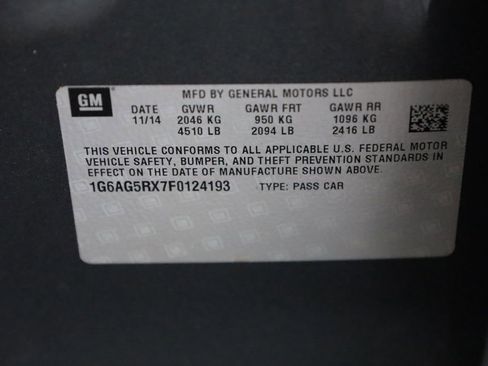 GM
MFD BY GENERAL MOTORS LLC
DATE GVWR GAWR FRT GAWR RR
11/14 2046 KG 950 KG 1096 KG
4510 LB 2094 LB 2416 LB
THIS VEHICLE CONFORMS TO ALL APPLICABLE U.S. FEDERAL MOTOR
VEHICLE SAFETY, BUMPER, AND THEFT PREVENTION STANDARDS IN
EFFECT ON THE DATE OF MANUFACTURE SHOWN ABOVE.
1G6AG5RX7F0124193 TYPE: PASS CAR